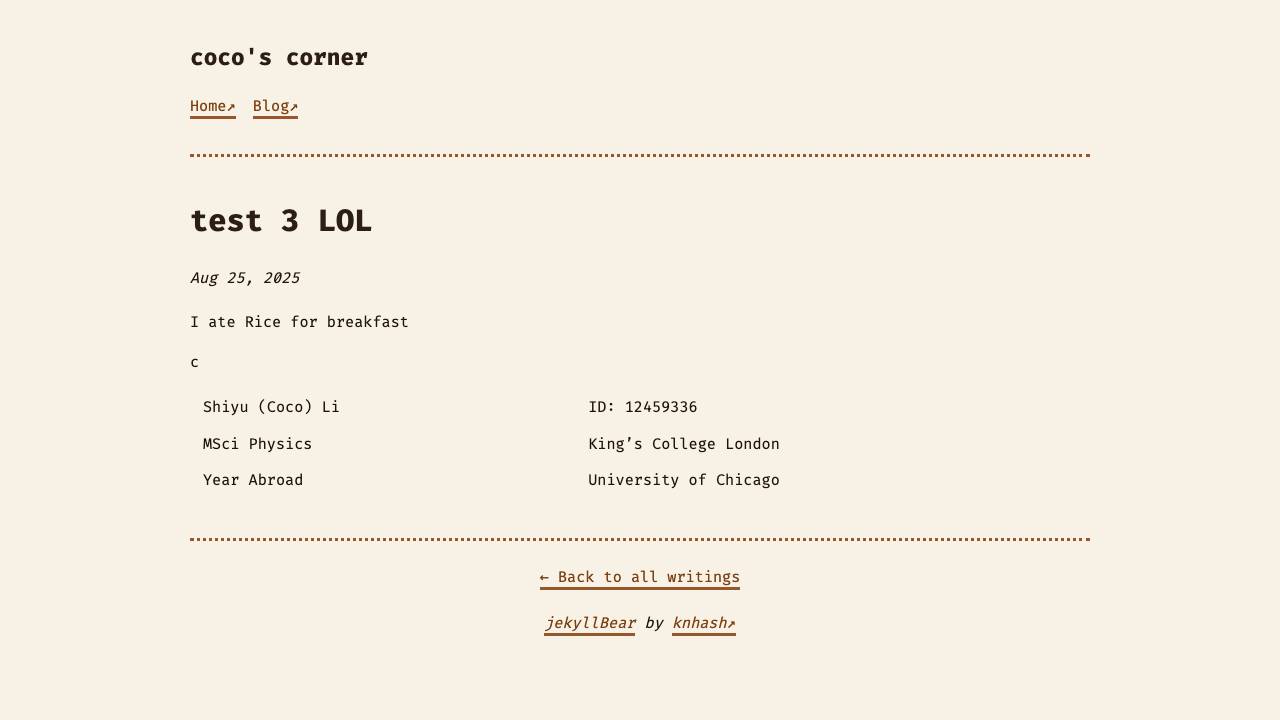 coco's corner
Home↗ Blog↗
test 3 LOL
Aug 25, 2025
I ate Rice for breakfast
c
Shiyu (Coco) Li ID: 12459336
MSci Physics King’s College London
Year Abroad University of Chicago
← Back to all writings
jekyllBear by knhash↗